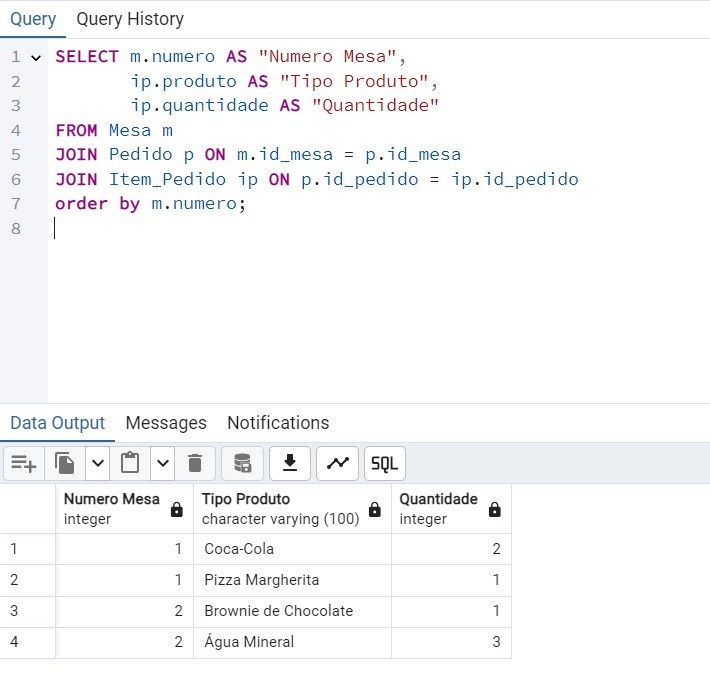 Query Query History
1 SELECT m.numero AS "Numero Mesa",
2 ip.produto AS "Tipo Produto",
3 ip.quantidade AS "Quantidade"
4 FROM Mesa m
5 JOIN Pedido p ON m.id_mesa = p.id_mesa
6 JOIN Item_Pedido ip ON p.id_pedido = ip.id_pedido
7 order by m.numero;
8
Data Output Messages Notifications
SQL
Numero Mesa Tipo Produto Quantidade
integer character varying (100) integer
1 1 Coca-Cola 2
2 1 Pizza Margherita 1
3 2 Brownie de Chocolate 1
4 2 Água Mineral 3